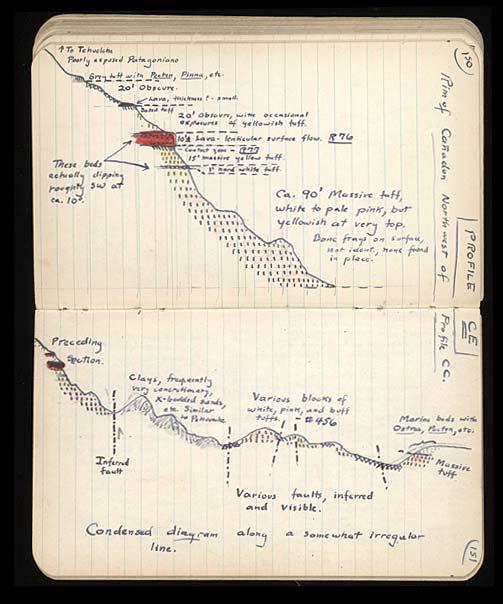 ↑ To Tehuelche
Poorly exposed Patagoniano
Grey tuff with Pecten, Pinna, etc.
20' Obscure.
Lava, thickness? - small.
Baked tuff
20' Obscure, with occasional
exposures of yellowish tuff.
10'± Lava - lenticular surface flow. R76
Contact zone - R77
15' massive yellow tuff.
5' hard white tuff.
These beds
actually dipping
roughly SW at
ca. 10°.
Ca. 90' Massive tuff,
white to pale pink, but
yellowish at very top.
Bone frags on surface,
not ident., none found
in place.
150
PROFILE CE
Rim of Cañadon Northwest of Profile CC.
Preceding
Section.
Clays, frequently
very concretionary,
X-bedded sands,
etc. Similar
to
Inferred
fault
Various blocks of
white, pink, and buff
tuffs. - #456
Various faults, inferred
and visible.
Marine beds with
Ostrea, Pecten, etc.
Massive
tuff
Condensed diagram along a somewhat irregular
line.
151